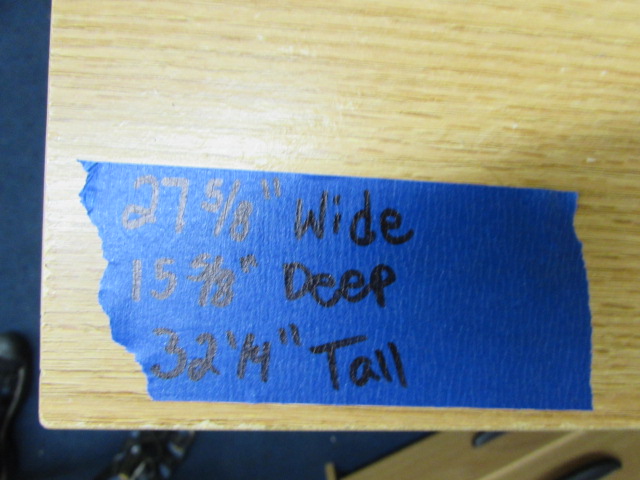 27 5/8" Wide
15 5/8" Deep
32 1/4" Tall